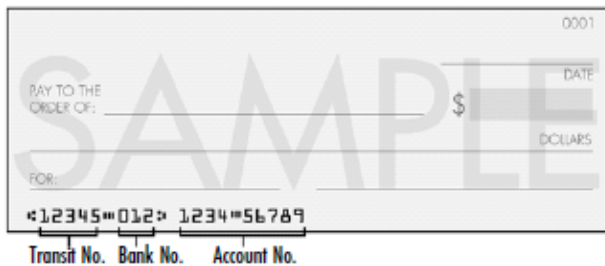 0001
DATE
PAY TO THE
ORDER OF:
$
DOLLARS
FOR:
SAMPLE
⑆12345⑉012⑆ 1234⑉56789
Transit No. Bank No. Account No.